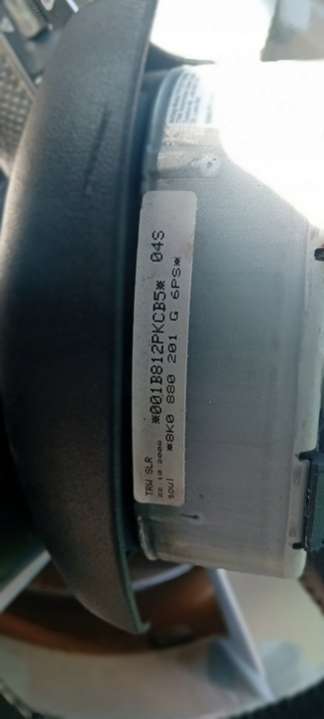 *001B812PKCB5* 04S
*8K0 880 201 G 6PS*
TRW SLR